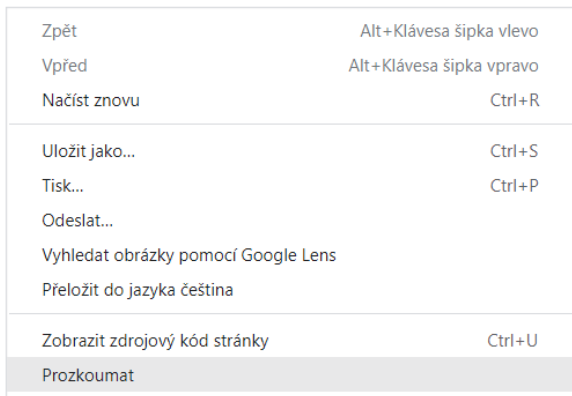 Zpět Alt+Klávesa šipka vlevo
Vpřed Alt+Klávesa šipka vpravo
Načíst znovu Ctrl+R
Uložit jako... Ctrl+S
Tisk... Ctrl+P
Odeslat...
Vyhledat obrázky pomocí Google Lens
Přeložit do jazyka čeština
Zobrazit zdrojový kód stránky Ctrl+U
Prozkoumat